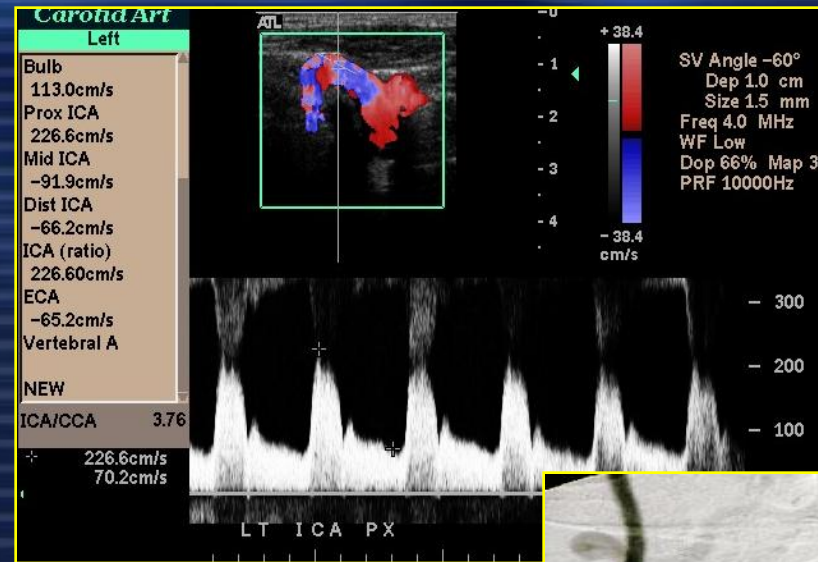 Carotid Art
Left
Bulb
113.0cm/s
Prox ICA
226.6cm/s
Mid ICA
-91.9cm/s
Dist ICA
-66.2cm/s
ICA (ratio)
226.60cm/s
ECA
-65.2cm/s
Vertebral A
NEW
ICA/CCA 3.76
226.6cm/s
70.2cm/s
ATL
0
1
2
3
4
+ 38.4
- 38.4
cm/s
SV Angle -60°
Dep 1.0 cm
Size 1.5 mm
Freq 4.0 MHz
WF Low
Dop 66% Map 3
PRF 10000Hz
300
200
100
LT ICA PX